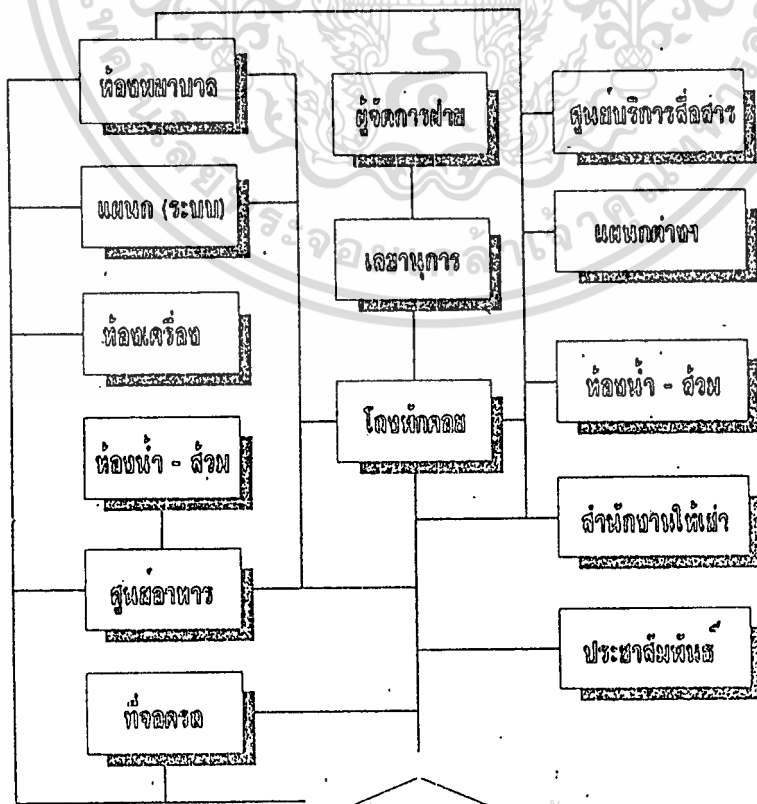 ห้องพยาบาล
ผู้จัดการฝ่าย
ศูนย์บริการสื่อสาร
แผนก (ระบบ)
เลขานุการ
แผนกต่างๆ
ห้องเครื่อง
ห้องน้ำ - ส้วม
โถงพักคอย
ห้องน้ำ - ส้วม
สำนักงานให้เช่า
ศูนย์อาหาร
ประชาสัมพันธ์
ที่จอดรถ